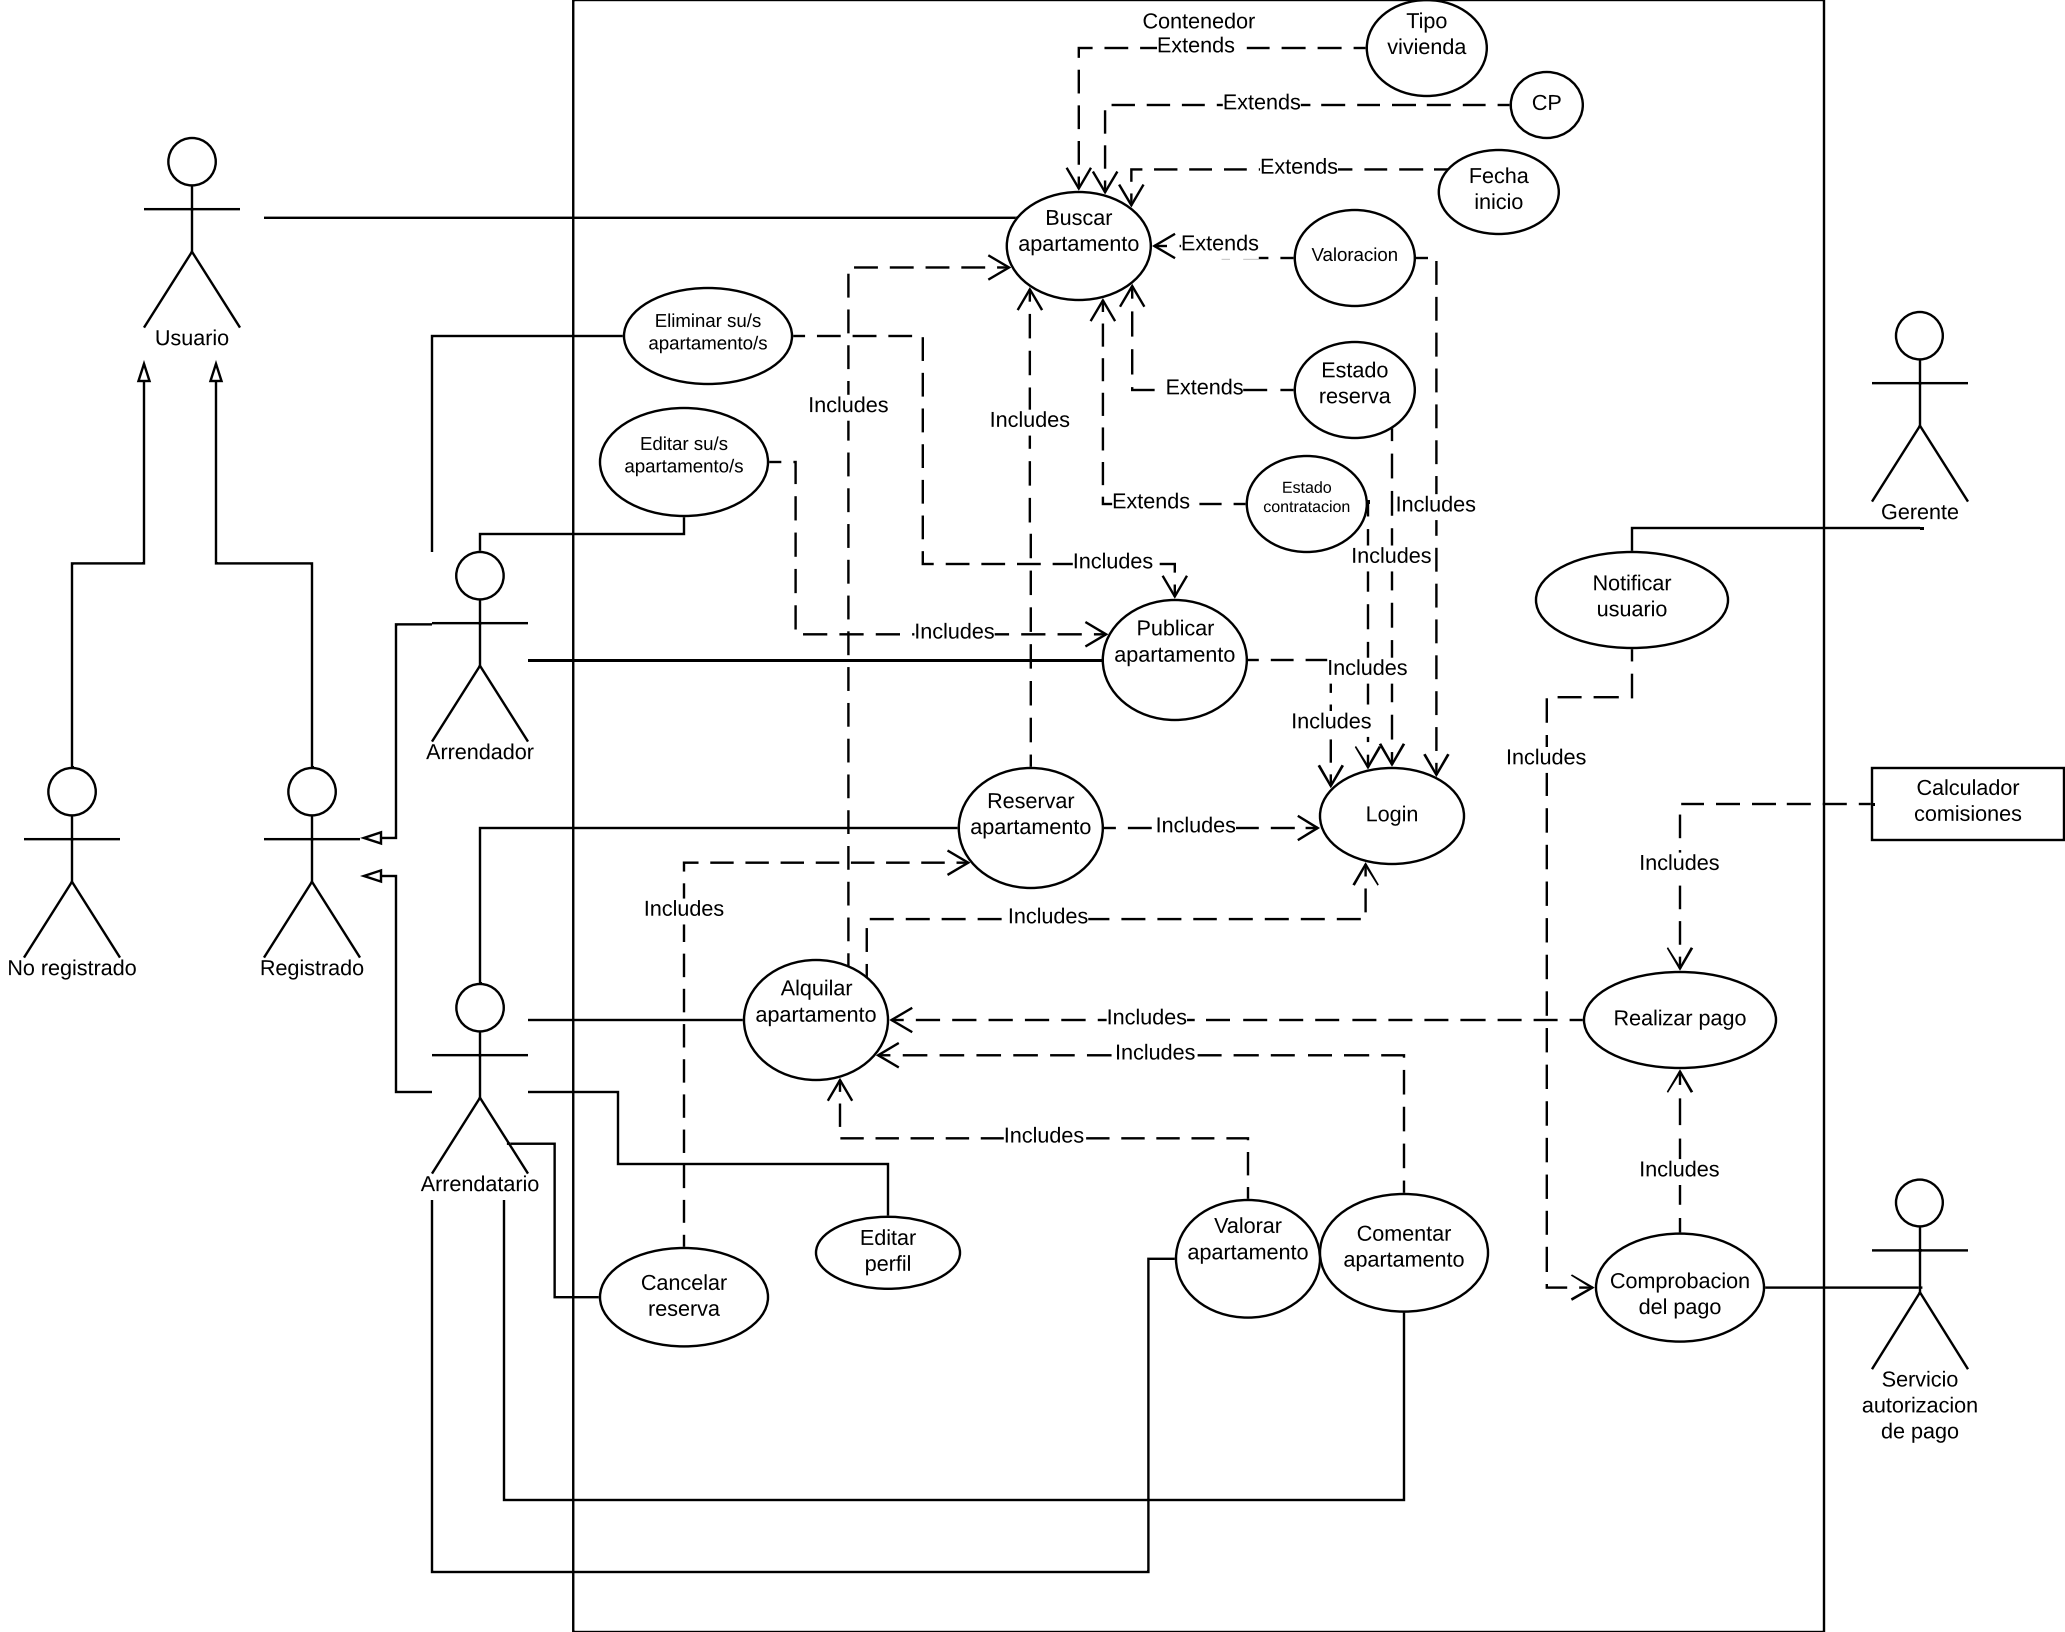 Contenedor
Extends
Tipo
vivienda
Extends
CP
Extends
Fecha
inicio
Buscar
apartamento
Extends
Valoracion
Usuario
Eliminar su/s
apartamento/s
Includes
Includes
Extends
Estado
reserva
Editar su/s
apartamento/s
Extends
Estado
contratacion
Includes
Gerente
Includes
Includes
Notificar
usuario
Includes
Publicar
apartamento
Includes
Includes
Arrendador
Includes
Reservar
apartamento
Includes
Login
Calculador
comisiones
Includes
Includes
Includes
No registrado
Registrado
Alquilar
apartamento
Includes
Realizar pago
Includes
Includes
Includes
Arrendatario
Editar
perfil
Valorar
apartamento
Comentar
apartamento
Cancelar
reserva
Comprobacion
del pago
Servicio
autorizacion
de pago